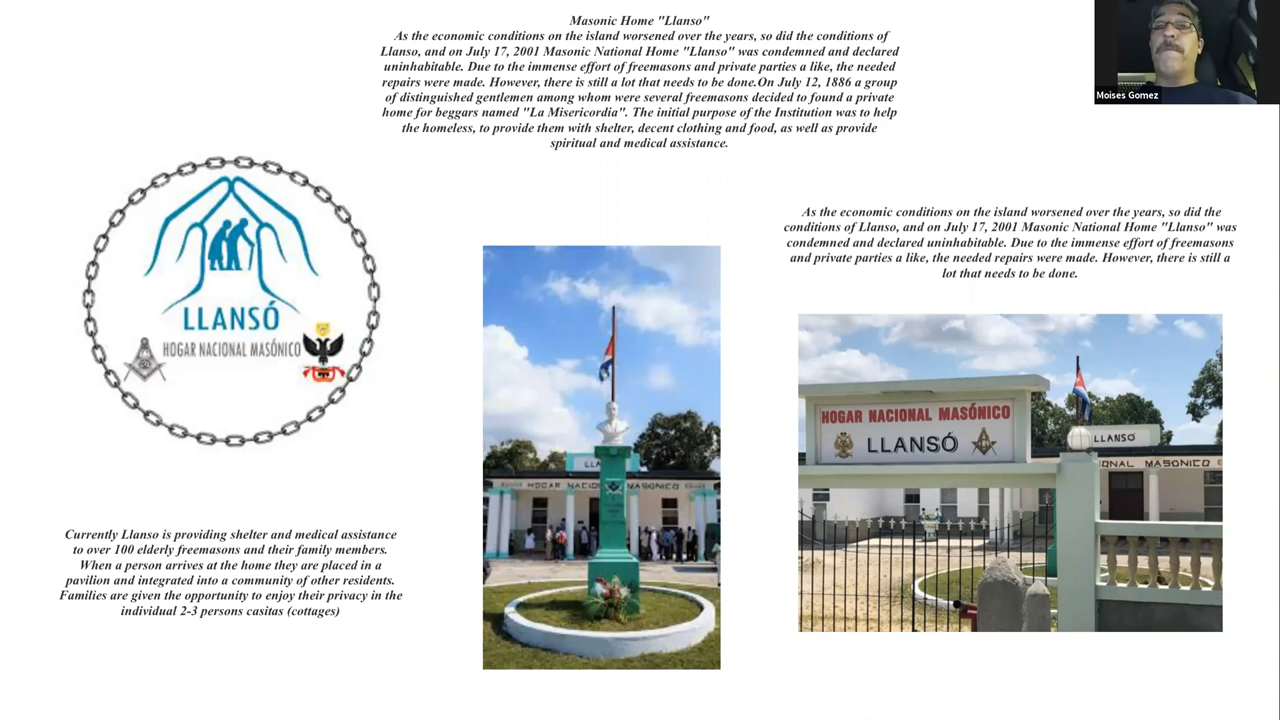 Masonic Home "Llanso"
As the economic conditions on the island worsened over the years, so did the conditions of
Llanso, and on July 17, 2001 Masonic National Home "Llanso" was condemned and declared
uninhabitable. Due to the immense effort of freemasons and private parties a like, the needed
repairs were made. However, there is still a lot that needs to be done.On July 12, 1886 a group
of distinguished gentlemen among whom were several freemasons decided to found a private
home for beggars named "La Misericordia". The initial purpose of the Institution was to help
the homeless, to provide them with shelter, decent clothing and food, as well as provide
spiritual and medical assistance.
Moises Gomez
LLANSÓ
HOGAR NACIONAL MASÓNICO
As the economic conditions on the island worsened over the years, so did the
conditions of Llanso, and on July 17, 2001 Masonic National Home "Llanso" was
condemned and declared uninhabitable. Due to the immense effort of freemasons
and private parties a like, the needed repairs were made. However, there is still a
lot that needs to be done.
LLA
HOGAR NACIO MASONICO
HOGAR NACIONAL MASÓNICO
LLANSÓ
LLANSÓ
ONAL MASONICO
Currently Llanso is providing shelter and medical assistance
to over 100 elderly freemasons and their family members.
When a person arrives at the home they are placed in a
pavilion and integrated into a community of other residents.
Families are given the opportunity to enjoy their privacy in the
individual 2-3 persons casitas (cottages)